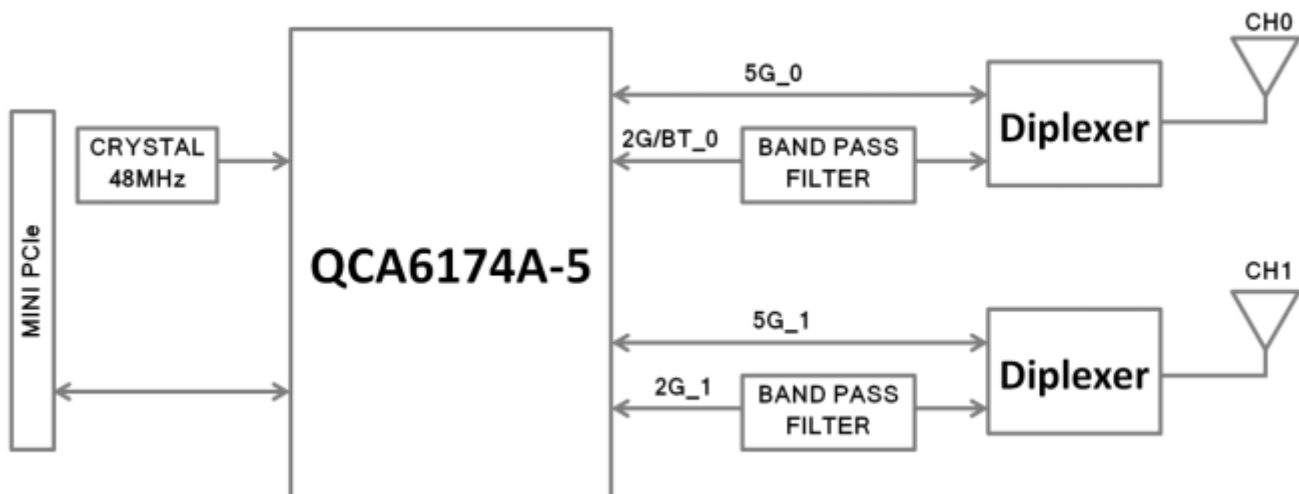 CH0
5G_0
Diplexer
2G/BT_0
BAND PASS
FILTER
CRYSTAL
48MHz
MINI PCIe
QCA6174A-5
CH1
5G_1
Diplexer
2G_1
BAND PASS
FILTER